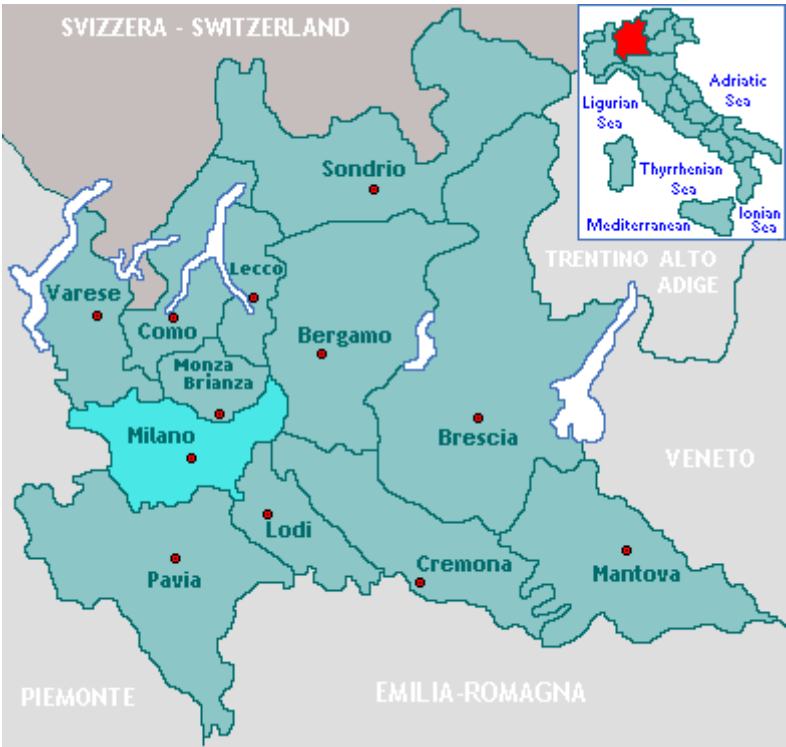 SVIZZERA - SWITZERLAND
Adriatic
Sea
Ligurian
Sea
Thyrrhenian
Sea
Ionian
Sea
Mediterranean
Sondrio
TRENTINO ALTO
ADIGE
Lecco
Varese
Como
Bergamo
Monza
Brianza
Milano
Brescia
VENETO
Lodi
Cremona
Pavia
Mantova
PIEMONTE
EMILIA-ROMAGNA